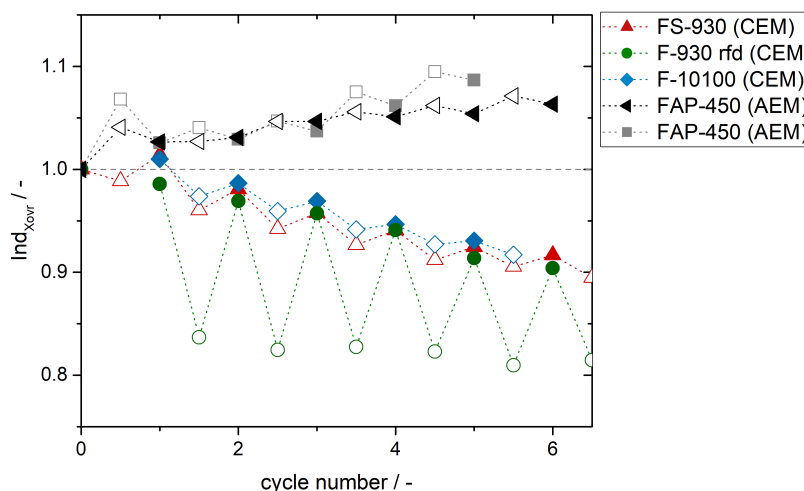 1.1
1.0
0.9
0.8
Ind_Xovr / -
0
2
4
6
cycle number / -
FS-930 (CEM)
F-930 rfd (CEM
F-10100 (CEM)
FAP-450 (AEM)
FAP-450 (AEM)